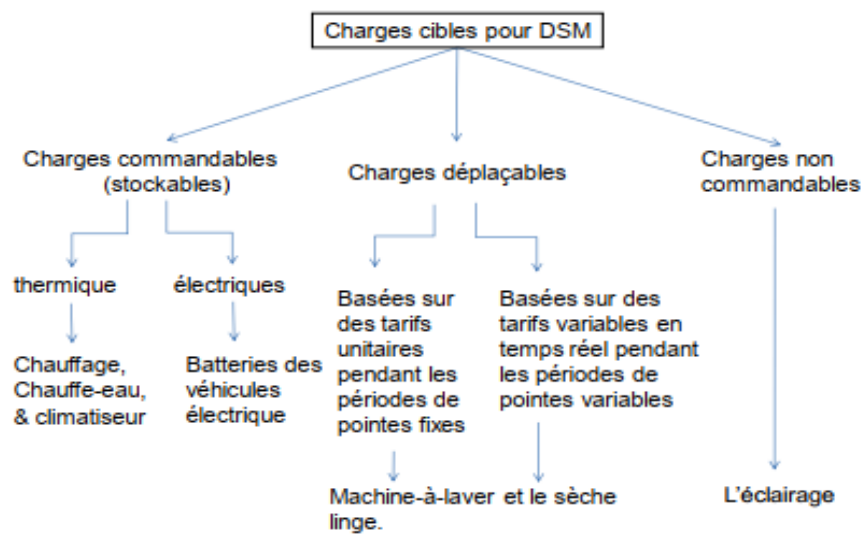 Charges cibles pour DSM
Charges commandables
(stockables)
Charges déplaçables
Charges non
commandables
thermique
électriques
Basées sur
des tarifs
unitaires
pendant les
périodes de
pointes fixes
Basées sur des
tarifs variables en
temps réel pendant
les périodes de
pointes variables
Chauffage,
Chauffe-eau,
& climatiseur
Batteries des
véhicules
électrique
Machine-à-laver et le sèche
linge.
L'éclairage